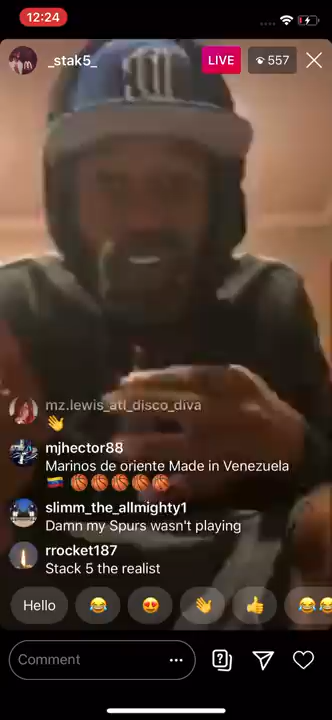 12:24
_stak5_
LIVE
557
mz.lewis_atl_disco_diva
mjhector88
Marinos de oriente Made in Venezuela
slimm_the_allmighty1
Damn my Spurs wasn't playing
rrocket187
Stack 5 the realist
Hello
Comment